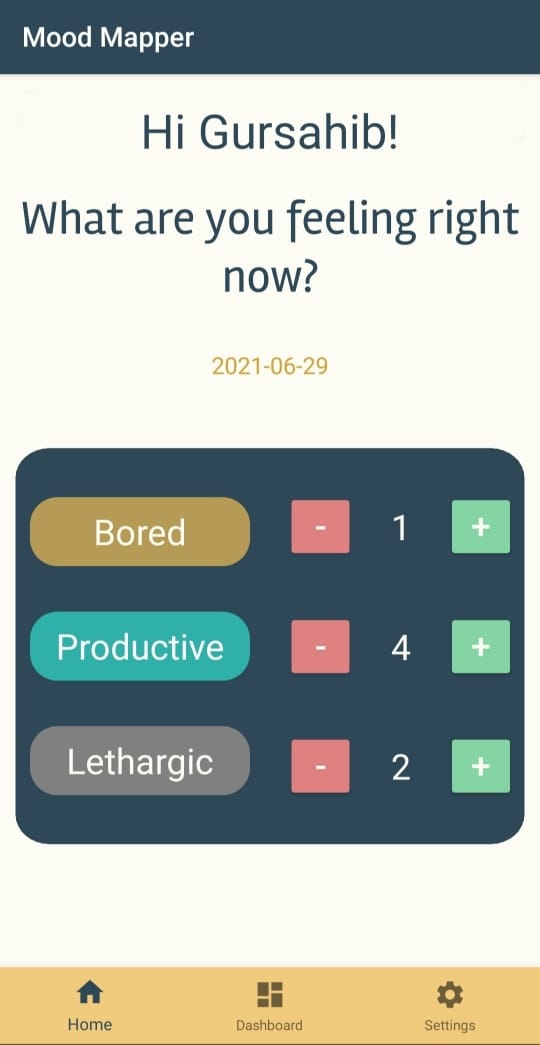 Mood Mapper
Hi Gursahib!
What are you feeling right
now?
2021-06-29
Bored - 1 +
Productive - 4 +
Lethargic - 2 +
Home Dashboard Settings